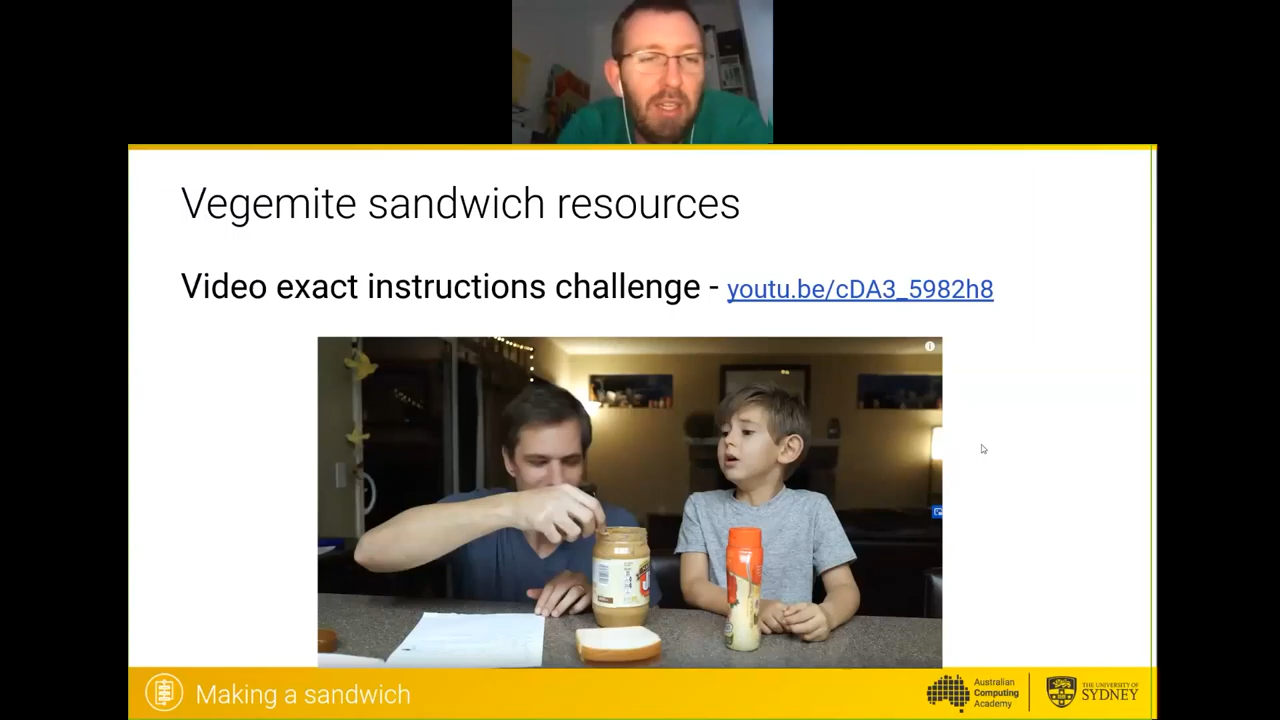 Vegemite sandwich resources
Video exact instructions challenge - youtu.be/cDA3_5982h8
Making a sandwich
Australian
Computing
Academy
THE UNIVERSITY OF
SYDNEY